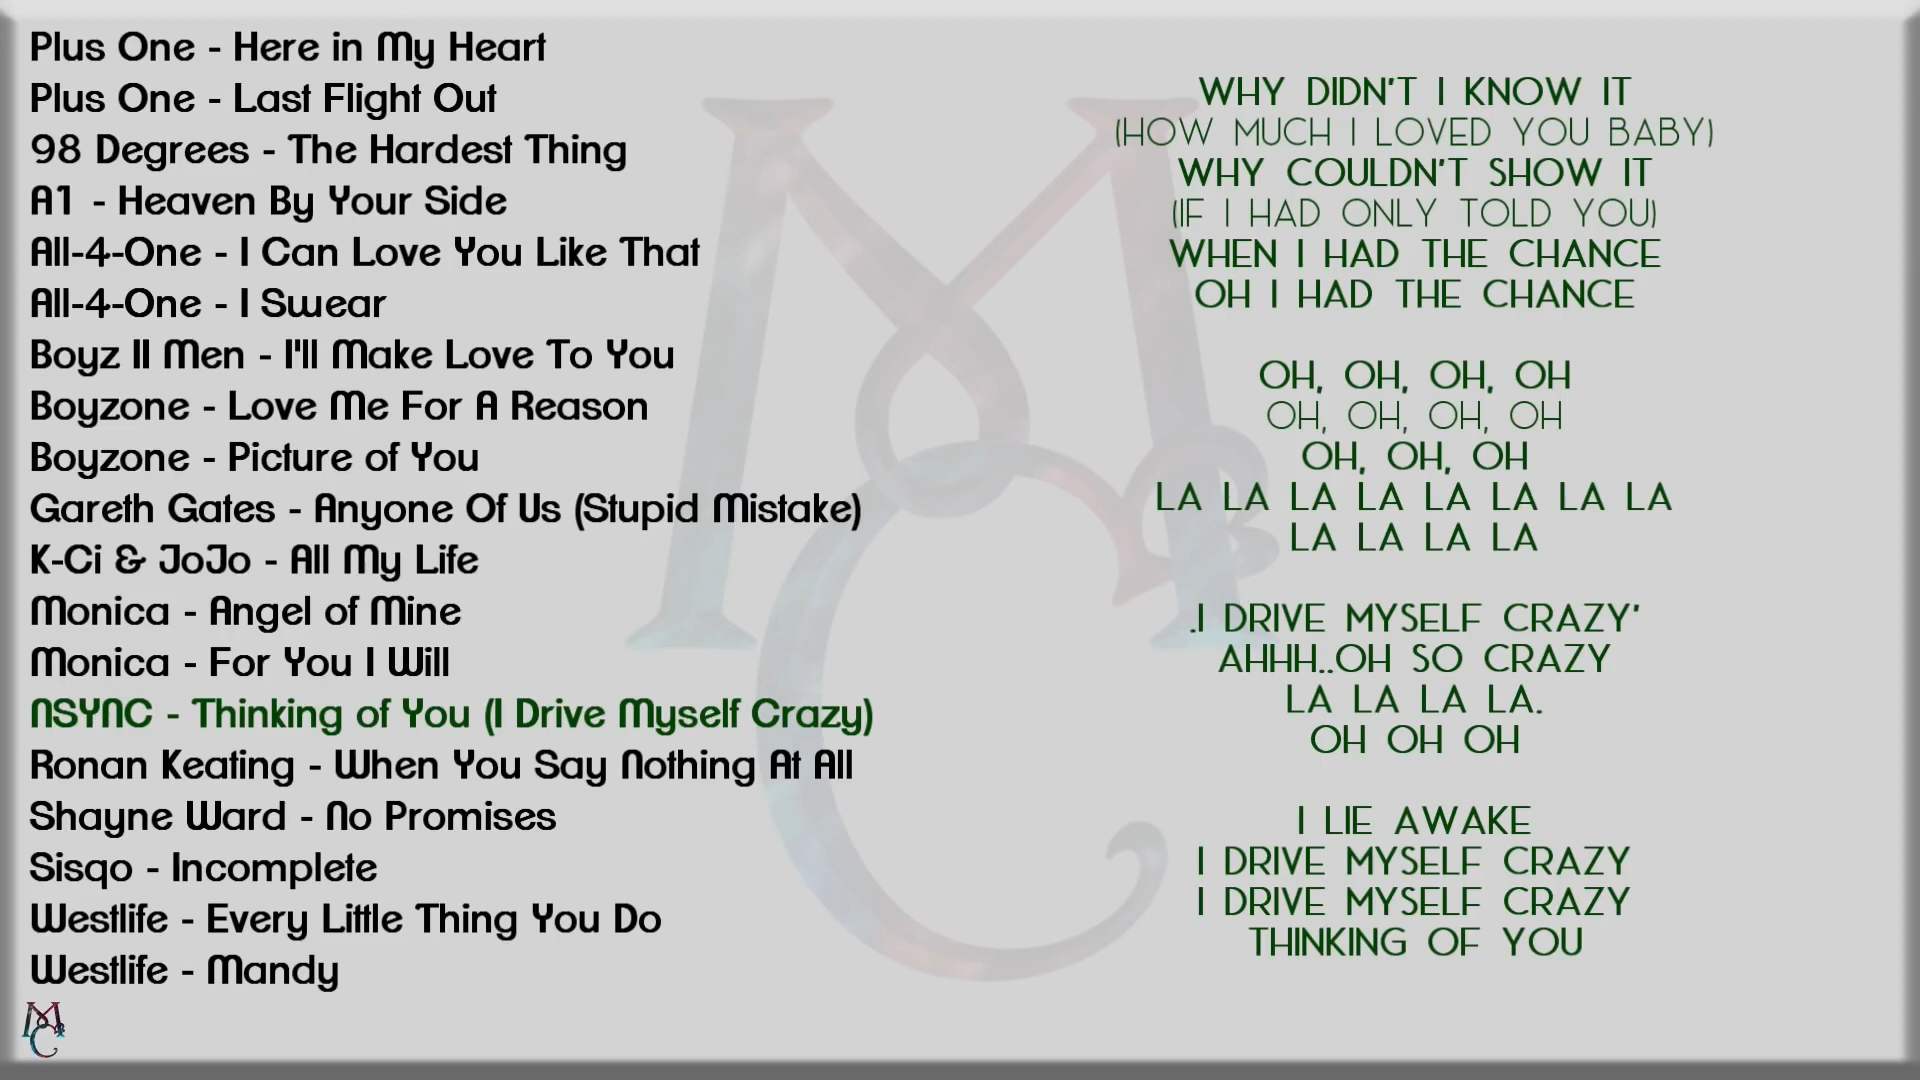 Plus One - Here in My Heart
Plus One - Last Flight Out
98 Degrees - The Hardest Thing
A1 - Heaven By Your Side
All-4-One - I Can Love You Like That
All-4-One - I Swear
Boyz II Men - I'll Make Love To You
Boyzone - Love Me For A Reason
Boyzone - Picture of You
Gareth Gates - Anyone Of Us (Stupid Mistake)
K-Ci & JoJo - All My Life
Monica - Angel of Mine
Monica - For You I Will
NSYNC - Thinking of You (I Drive Myself Crazy)
Ronan Keating - When You Say Nothing At All
Shayne Ward - No Promises
Sisqo - Incomplete
Westlife - Every Little Thing You Do
Westlife - Mandy
WHY DIDN'T I KNOW IT
(HOW MUCH I LOVED YOU BABY)
WHY COULDN'T SHOW IT
(IF I HAD ONLY TOLD YOU)
WHEN I HAD THE CHANCE
OH I HAD THE CHANCE
OH, OH, OH, OH
OH, OH, OH, OH
OH, OH, OH
LA LA LA LA LA LA LA LA
LA LA LA LA
.I DRIVE MYSELF CRAZY'
AHHH..OH SO CRAZY
LA LA LA LA.
OH OH OH
I LIE AWAKE
I DRIVE MYSELF CRAZY
I DRIVE MYSELF CRAZY
THINKING OF YOU